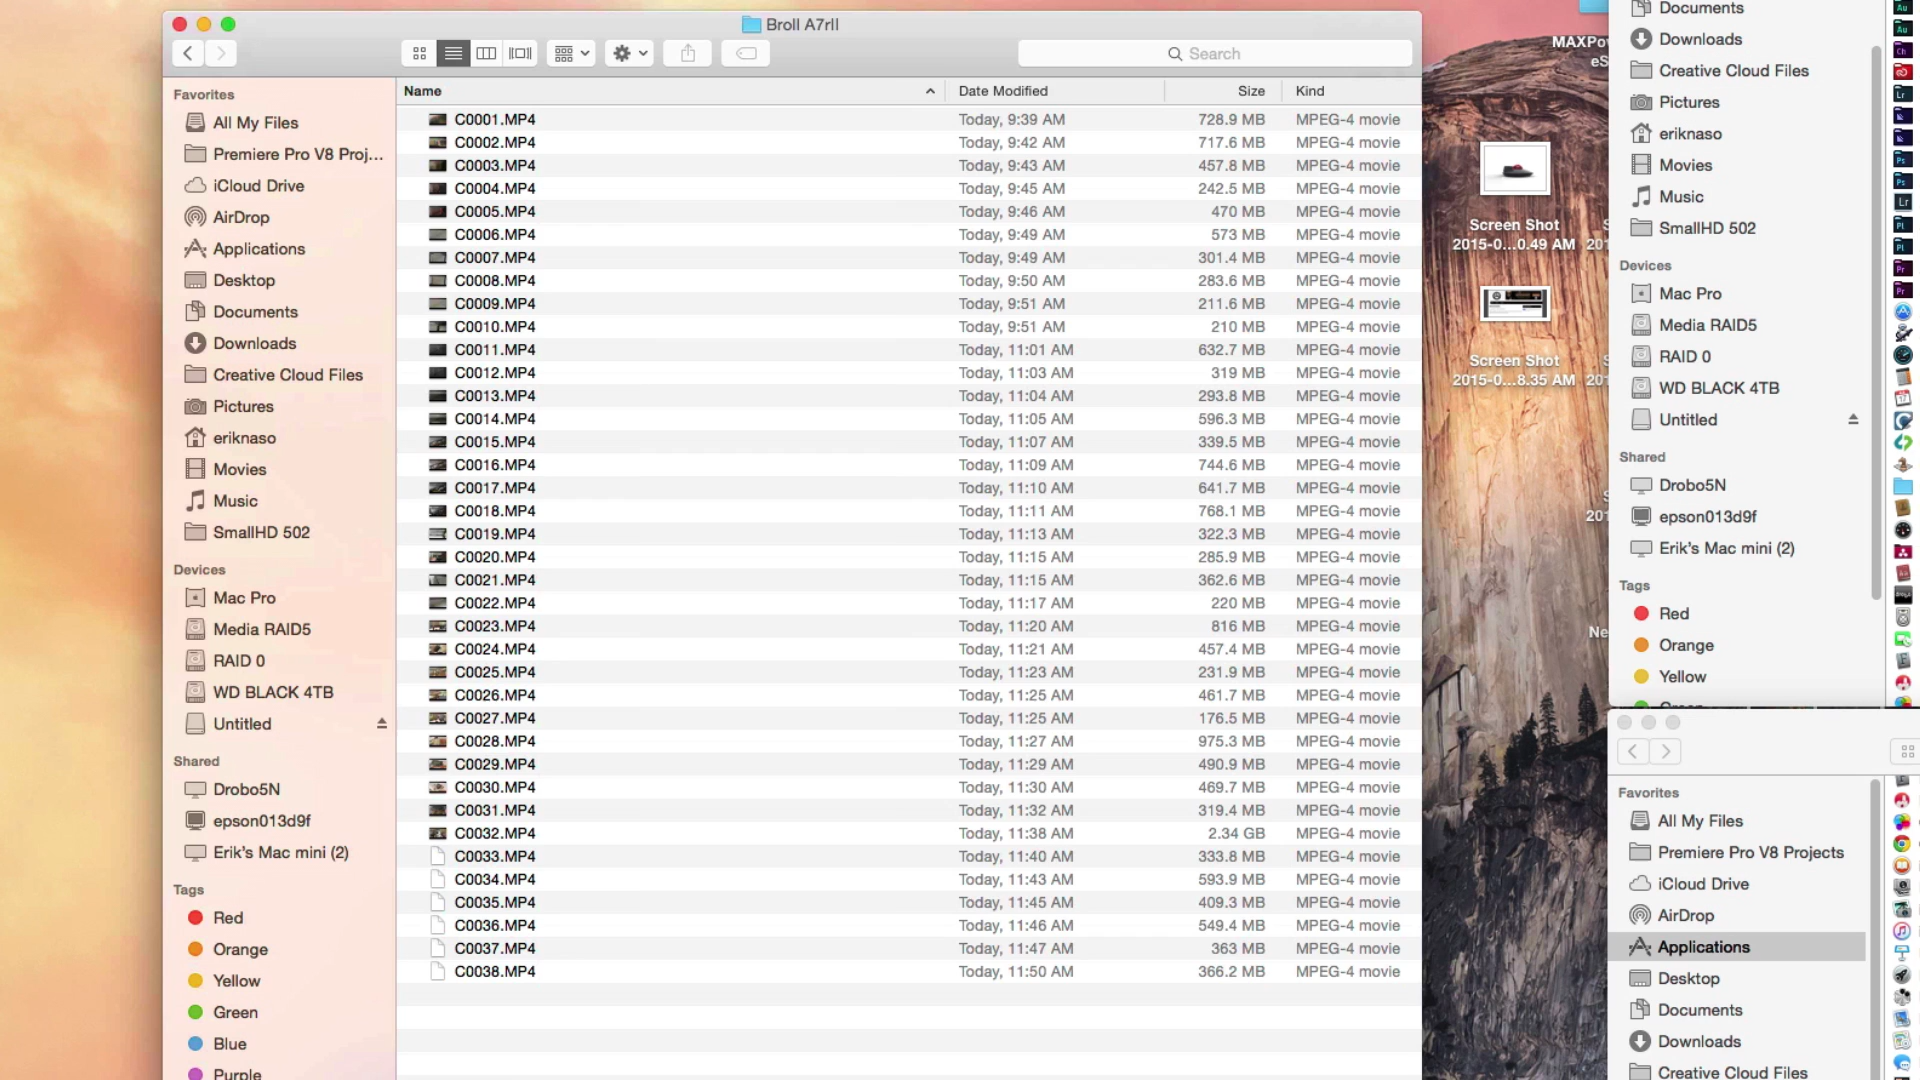 Broll A7rII
Search
Favorites
All My Files
Premiere Pro V8 Proj...
iCloud Drive
AirDrop
Applications
Desktop
Documents
Downloads
Creative Cloud Files
Pictures
eriknaso
Movies
Music
SmallHD 502
Devices
Mac Pro
Media RAID5
RAID 0
WD BLACK 4TB
Untitled
Shared
Drobo5N
epson013d9f
Erik's Mac mini (2)
Tags
Red
Orange
Yellow
Green
Blue
Purple
Name Date Modified Size Kind
C0001.MP4 Today, 9:39 AM 728.9 MB MPEG-4 movie
C0002.MP4 Today, 9:42 AM 717.6 MB MPEG-4 movie
C0003.MP4 Today, 9:43 AM 457.8 MB MPEG-4 movie
C0004.MP4 Today, 9:45 AM 242.5 MB MPEG-4 movie
C0005.MP4 Today, 9:46 AM 470 MB MPEG-4 movie
C0006.MP4 Today, 9:49 AM 573 MB MPEG-4 movie
C0007.MP4 Today, 9:49 AM 301.4 MB MPEG-4 movie
C0008.MP4 Today, 9:50 AM 283.6 MB MPEG-4 movie
C0009.MP4 Today, 9:51 AM 211.6 MB MPEG-4 movie
C0010.MP4 Today, 9:51 AM 210 MB MPEG-4 movie
C0011.MP4 Today, 11:01 AM 632.7 MB MPEG-4 movie
C0012.MP4 Today, 11:03 AM 319 MB MPEG-4 movie
C0013.MP4 Today, 11:04 AM 293.8 MB MPEG-4 movie
C0014.MP4 Today, 11:05 AM 596.3 MB MPEG-4 movie
C0015.MP4 Today, 11:07 AM 339.5 MB MPEG-4 movie
C0016.MP4 Today, 11:09 AM 744.6 MB MPEG-4 movie
C0017.MP4 Today, 11:10 AM 641.7 MB MPEG-4 movie
C0018.MP4 Today, 11:11 AM 768.1 MB MPEG-4 movie
C0019.MP4 Today, 11:13 AM 322.3 MB MPEG-4 movie
C0020.MP4 Today, 11:15 AM 285.9 MB MPEG-4 movie
C0021.MP4 Today, 11:15 AM 362.6 MB MPEG-4 movie
C0022.MP4 Today, 11:17 AM 220 MB MPEG-4 movie
C0023.MP4 Today, 11:20 AM 816 MB MPEG-4 movie
C0024.MP4 Today, 11:21 AM 457.4 MB MPEG-4 movie
C0025.MP4 Today, 11:23 AM 231.9 MB MPEG-4 movie
C0026.MP4 Today, 11:25 AM 461.7 MB MPEG-4 movie
C0027.MP4 Today, 11:25 AM 176.5 MB MPEG-4 movie
C0028.MP4 Today, 11:27 AM 975.3 MB MPEG-4 movie
C0029.MP4 Today, 11:29 AM 490.9 MB MPEG-4 movie
C0030.MP4 Today, 11:30 AM 469.7 MB MPEG-4 movie
C0031.MP4 Today, 11:32 AM 319.4 MB MPEG-4 movie
C0032.MP4 Today, 11:38 AM 2.34 GB MPEG-4 movie
C0033.MP4 Today, 11:40 AM 333.8 MB MPEG-4 movie
C0034.MP4 Today, 11:43 AM 593.9 MB MPEG-4 movie
C0035.MP4 Today, 11:45 AM 409.3 MB MPEG-4 movie
C0036.MP4 Today, 11:46 AM 549.4 MB MPEG-4 movie
C0037.MP4 Today, 11:47 AM 363 MB MPEG-4 movie
C0038.MP4 Today, 11:50 AM 366.2 MB MPEG-4 movie
MAXPo
eS
Screen Shot
2015-0...0.49 AM
201
Screen Shot
2015-0...8.35 AM
201
S
201
Ne
Documents
Downloads
Creative Cloud Files
Pictures
eriknaso
Movies
Music
SmallHD 502
Devices
Mac Pro
Media RAID5
RAID 0
WD BLACK 4TB
Untitled
Shared
Drobo5N
epson013d9f
Erik's Mac mini (2)
Tags
Red
Orange
Yellow
Favorites
All My Files
Premiere Pro V8 Projects
iCloud Drive
AirDrop
Applications
Desktop
Documents
Downloads
Creative Cloud Files